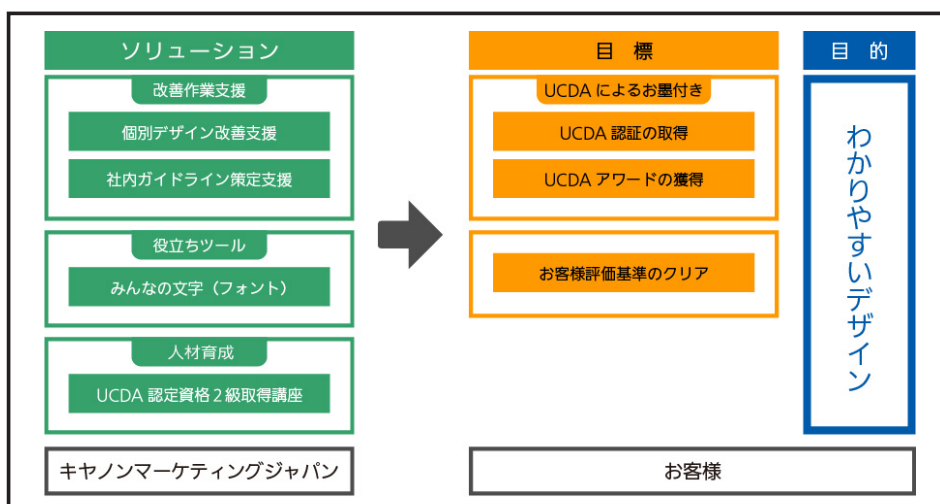 ソリューション
改善作業支援
個別デザイン改善支援
社内ガイドライン策定支援
役立ちツール
みんなの文字（フォント）
人材育成
UCDA 認定資格２級取得講座
キヤノンマーケティングジャパン
目 標
UCDA によるお墨付き
UCDA 認証の取得
UCDA アワードの獲得
お客様評価基準のクリア
目 的
わかりやすいデザイン
お客様